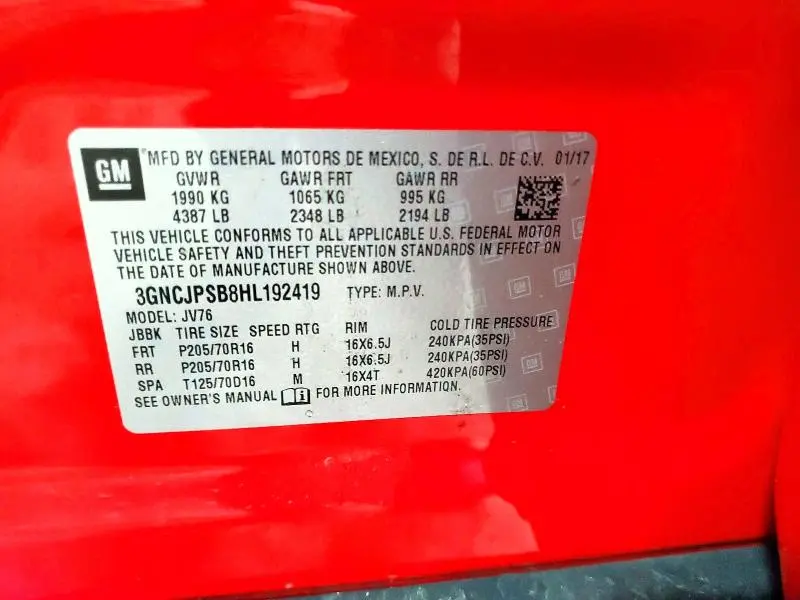 GM MFD BY GENERAL MOTORS DE MEXICO, S. DE R.L. DE C.V. 01/17
GVWR GAWR FRT GAWR RR
1990 KG 1065 KG 995 KG
4387 LB 2348 LB 2194 LB
THIS VEHICLE CONFORMS TO ALL APPLICABLE U.S. FEDERAL MOTOR
VEHICLE SAFETY AND THEFT PREVENTION STANDARDS IN EFFECT ON
THE DATE OF MANUFACTURE SHOWN ABOVE.
3GNCJPSB8HL192419 TYPE: M.P.V.
MODEL: JV76
JBBK TIRE SIZE SPEED RTG RIM COLD TIRE PRESSURE
FRT P205/70R16 H 16X6.5J 240KPA(35PSI)
RR P205/70R16 H 16X6.5J 240KPA(35PSI)
SPA T125/70D16 M 16X4T 420KPA(60PSI)
SEE OWNER'S MANUAL FOR MORE INFORMATION.